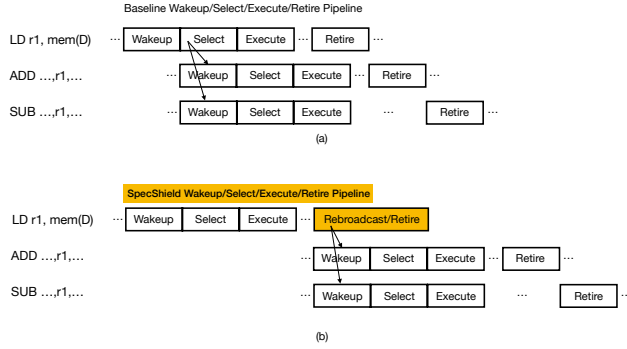 Baseline Wakeup/Select/Execute/Retire Pipeline
LD r1, mem(D) ... Wakeup Select Execute ... Retire ...
ADD ...,r1,... ... Wakeup Select Execute ... Retire ...
SUB ...,r1,... ... Wakeup Select Execute ... Retire ...
(a)
SpecShield Wakeup/Select/Execute/Retire Pipeline
LD r1, mem(D) ... Wakeup Select Execute ... Rebroadcast/Retire
ADD ...,r1,... ... Wakeup Select Execute ... Retire ...
SUB ...,r1,... ... Wakeup Select Execute ... Retire ...
(b)